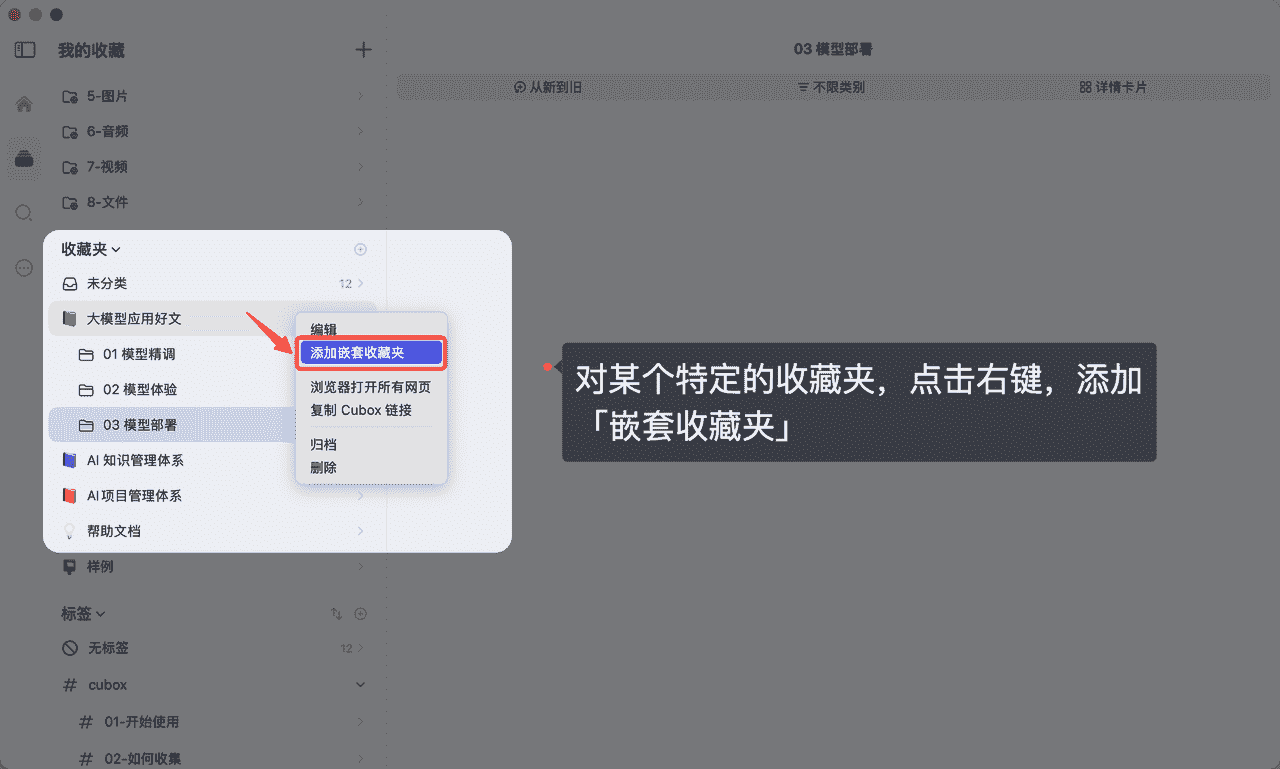 我的收藏
03 模型部署
从新到旧
不限类别
详情卡片
5-图片
6-音频
7-视频
8-文件
收藏夹
未分类 12
大模型应用好文
01 模型精调
02 模型体验
03 模型部署
AI 知识管理体系
AI项目管理体系
帮助文档
样例
编辑
添加嵌套收藏夹
浏览器打开所有网页
复制 Cubox 链接
归档
删除
对某个特定的收藏夹，点击右键，添加
「嵌套收藏夹」
标签
无标签 12
# cubox
# 01-开始使用
# 02-如何收集